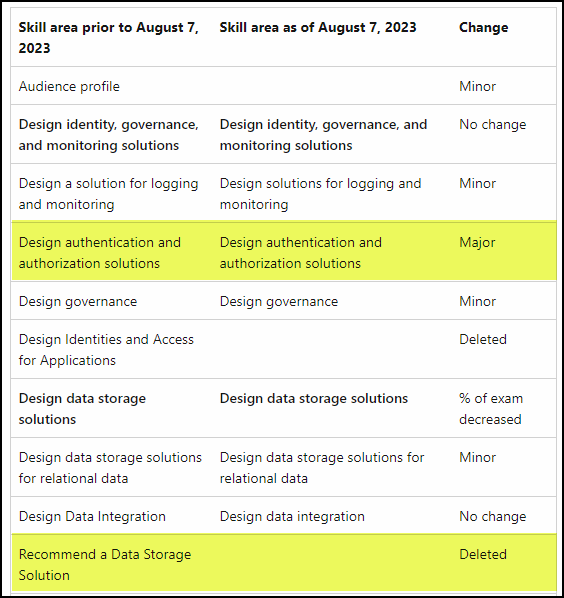 Skill area prior to August 7,
2023
Skill area as of August 7, 2023
Change
Audience profile
Minor
Design identity, governance,
and monitoring solutions
Design identity, governance, and
monitoring solutions
No change
Design a solution for logging
and monitoring
Design solutions for logging and
monitoring
Minor
Design authentication and
authorization solutions
Design authentication and
authorization solutions
Major
Design governance
Design governance
Minor
Design Identities and Access
for Applications
Deleted
Design data storage
solutions
Design data storage solutions
% of exam
decreased
Design data storage solutions
for relational data
Design data storage solutions for
relational data
Minor
Design Data Integration
Design data integration
No change
Recommend a Data Storage
Solution
Deleted